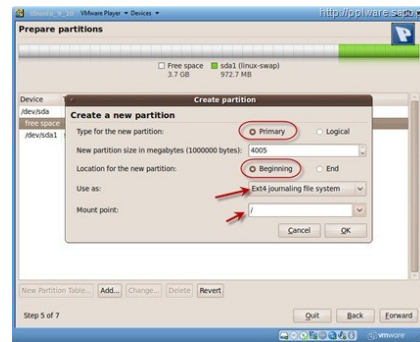 Ubuntu_9_10 VMware Player Devices
http://pplware.sapo
Prepare partitions
Free space sda1 (linux-swap)
3.7 GB 972.7 MB
Device
/dev/sda
free space
/dev/sda1
Create partition
Create a new partition
Type for the new partition: Primary Logical
New partition size in megabytes (1000000 bytes): 4005
Location for the new partition: Beginning End
Use as: Ext4 journaling file system
Mount point: /
Cancel OK
New Partition Table... Add... Change... Delete Revert
Step 5 of 7 Quit Back Forward
vmware